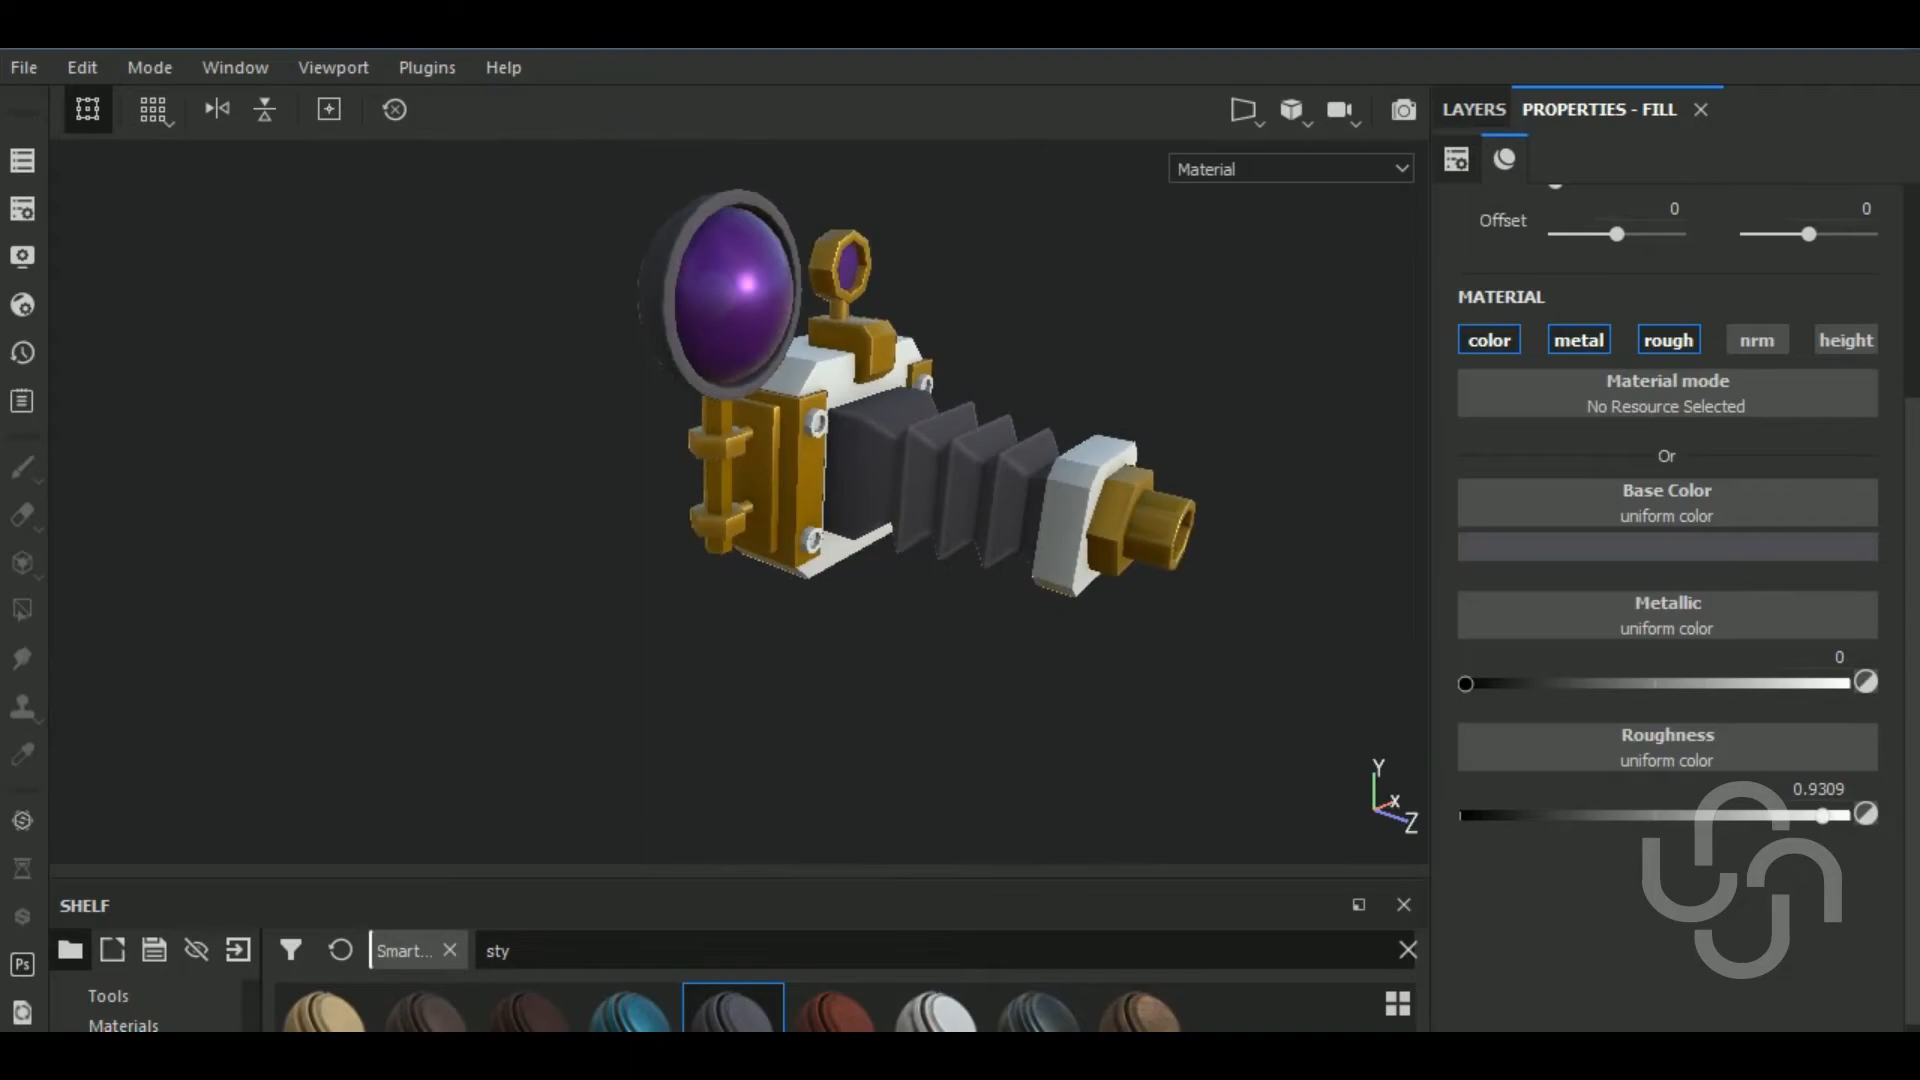 File Edit Mode Window Viewport Plugins Help
LAYERS PROPERTIES - FILL
Material
0 0
Offset
MATERIAL
color metal rough nrm height
Material mode
No Resource Selected
Or
Base Color
uniform color
Metallic
uniform color
0
Roughness
uniform color
0.9309
Y
X
Z
SHELF
Smart... sty
Ps
Tools
Materials